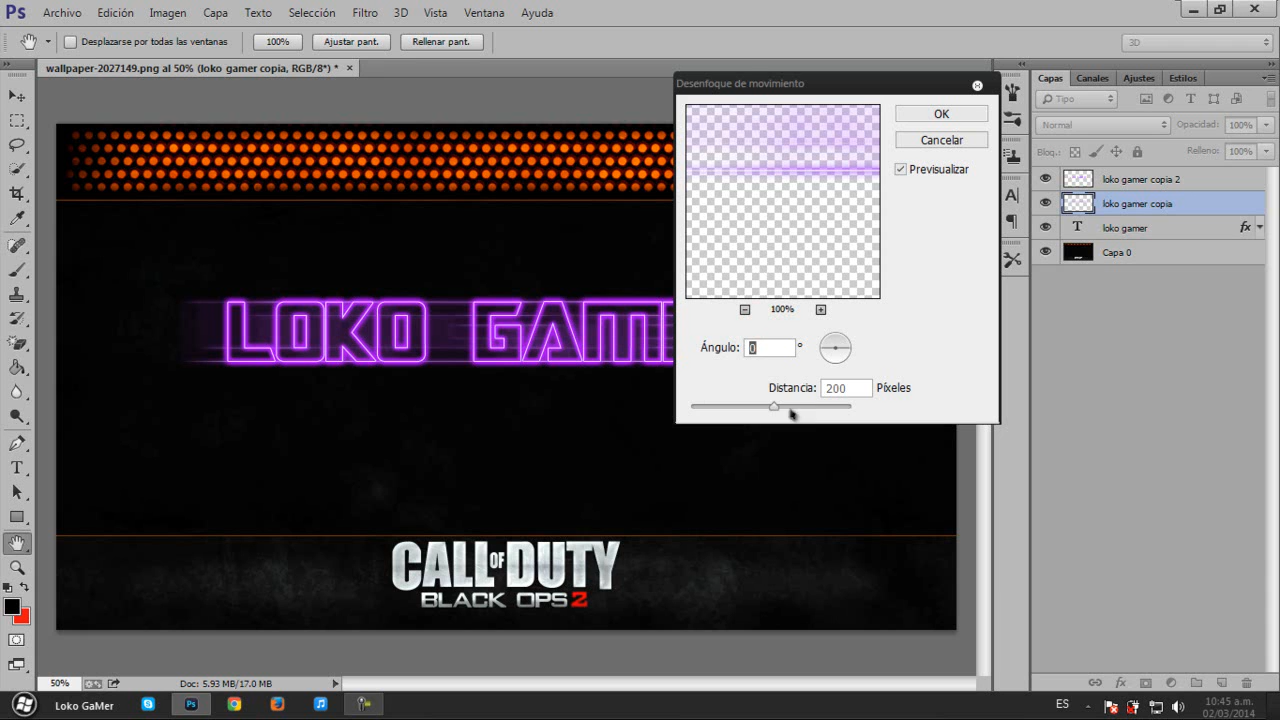 Ps Archivo Edición Imagen Capa Texto Selección Filtro 3D Vista Ventana Ayuda
Desplazarse por todas las ventanas 100% Ajustar pant. Rellenar pant. 3D
wallpaper-2027149.png al 50% (loko gamer copia, RGB/8*) * ×
Desenfoque de movimiento
OK
Cancelar
Previsualizar
100%
Ángulo: 0 °
Distancia: 200 Píxeles
LOKO GAM
CALL OF DUTY
BLACK OPS 2
Capas Canales Ajustes Estilos
Tipo
Normal Opacidad: 100%
Bloq.: Relleno: 100%
loko gamer copia 2
loko gamer copia
T loko gamer fx
Capa 0
50% Doc: 5.93 MB/17.0 MB
Loko GaMer
ES
10:45 a.m.
02/03/2014